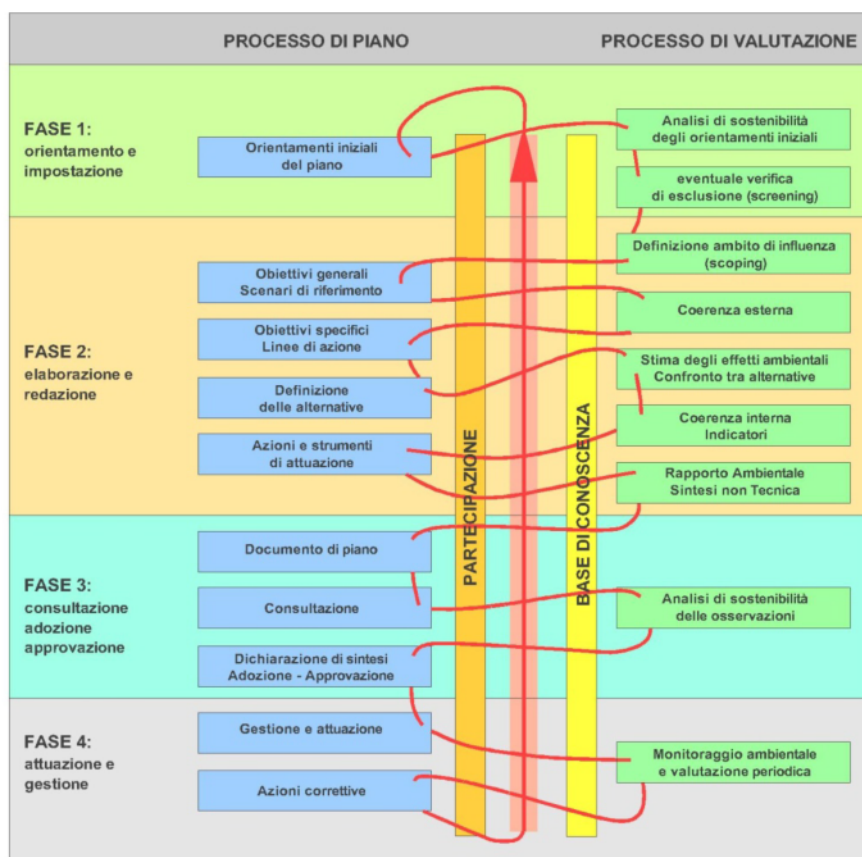 PROCESSO DI PIANO
PROCESSO DI VALUTAZIONE
FASE 1:
orientamento e
impostazione
Orientamenti iniziali
del piano
Analisi di sostenibilità
degli orientamenti iniziali
eventuale verifica
di esclusione (screening)
FASE 2:
elaborazione e
redazione
Obiettivi generali
Scenari di riferimento
Obiettivi specifici
Linee di azione
Definizione
delle alternative
Azioni e strumenti
di attuazione
Definizione ambito di influenza
(scoping)
Coerenza esterna
Stima degli effetti ambientali
Confronto tra alternative
Coerenza interna
Indicatori
Rapporto Ambientale
Sintesi non Tecnica
PARTECIPAZIONE
BASE DI CONOSCENZA
FASE 3:
consultazione
adozione
approvazione
Documento di piano
Consultazione
Dichiarazione di sintesi
Adozione - Approvazione
Analisi di sostenibilità
delle osservazioni
FASE 4:
attuazione e
gestione
Gestione e attuazione
Azioni correttive
Monitoraggio ambientale
e valutazione periodica